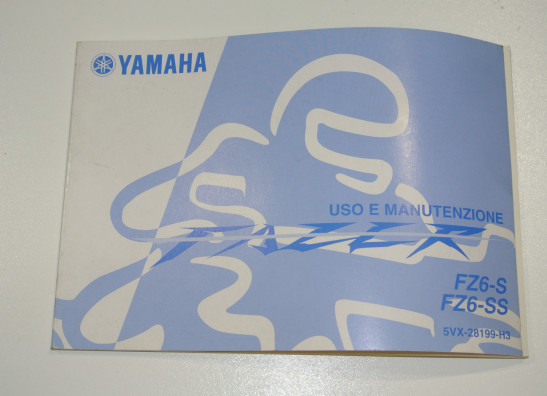 YAMAHA
USO E MANUTENZIONE
FAZER
FZ6-S
FZ6-SS
5VX-28199-H3